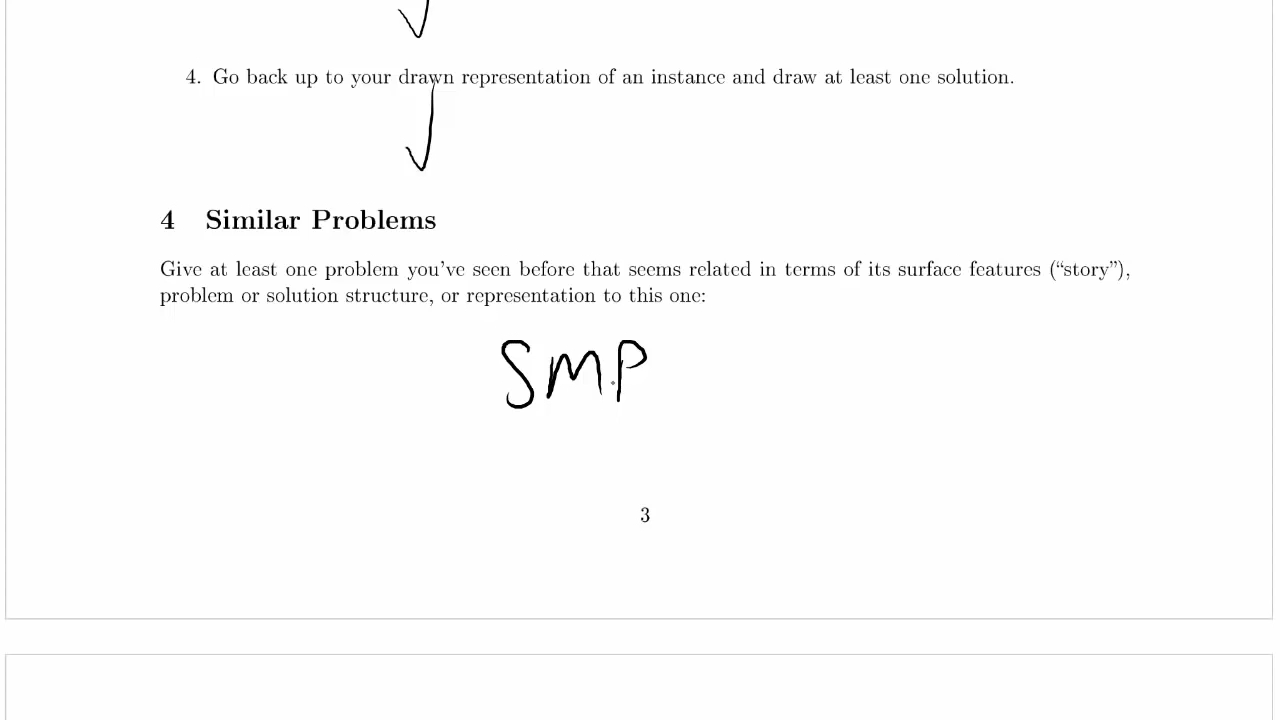 4. Go back up to your drawn representation of an instance and draw at least one solution.
4 Similar Problems
Give at least one problem you've seen before that seems related in terms of its surface features (“story”),
problem or solution structure, or representation to this one:
SMP
3